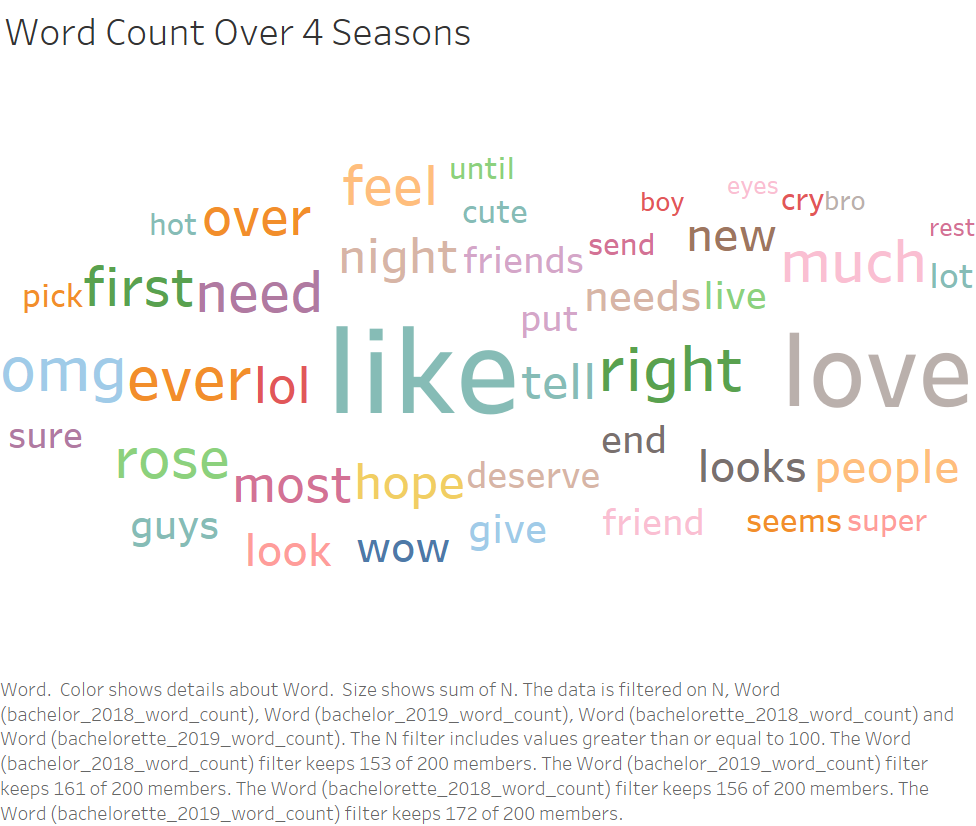 Word Count Over 4 Seasons
feel until
hot over cute boy eyes cry bro
night friends send new much rest
pick first need put needs live lot
omg ever lol like tell right love
sure rose most hope deserve end looks people
guys look wow give friend seems super
Word.  Color shows details about Word.  Size shows sum of N. The data is filtered on N, Word
(bachelor_2018_word_count), Word (bachelor_2019_word_count), Word (bachelorette_2018_word_count) and
Word (bachelorette_2019_word_count). The N filter includes values greater than or equal to 100. The Word
(bachelor_2018_word_count) filter keeps 153 of 200 members. The Word (bachelor_2019_word_count) filter
keeps 161 of 200 members. The Word (bachelorette_2018_word_count) filter keeps 156 of 200 members. The
Word (bachelorette_2019_word_count) filter keeps 172 of 200 members.